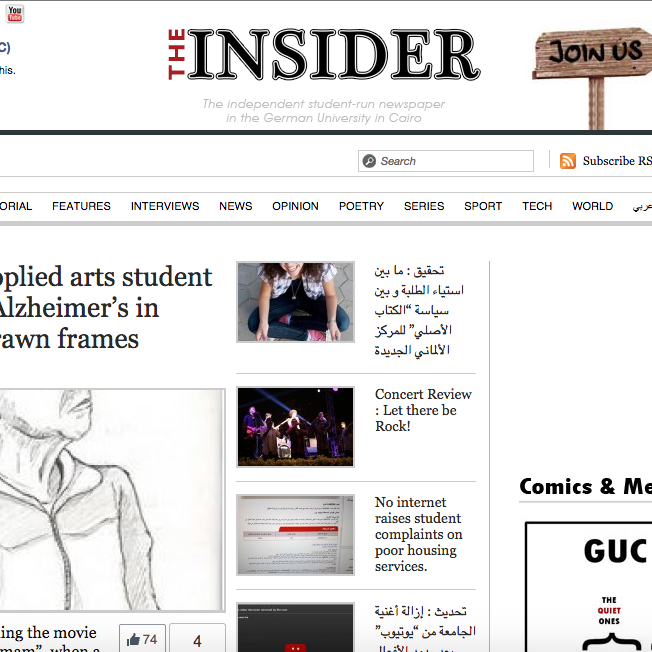 You
Tube
C)
his.
THE INSIDER
The independent student-run newspaper
in the German University in Cairo
JOIN US
Search
Subscribe RS
ORIAL FEATURES INTERVIEWS NEWS OPINION POETRY SERIES SPORT TECH WORLD عربي
pplied arts student
Alzheimer's in
rawn frames
تحقيق : ما بين
استياء الطلبة و بين
سياسة "الكتاب
الأصلي" للمركز
الألماني الجديدة
Concert Review
: Let there be
Rock!
No internet
raises student
complaints on
poor housing
services.
تحديث : إزالة أغنية
الجامعة من "يوتيوب"
ing the movie
mam", when a
74
4
Comics & Me
GUC
THE
QUIET
ONES